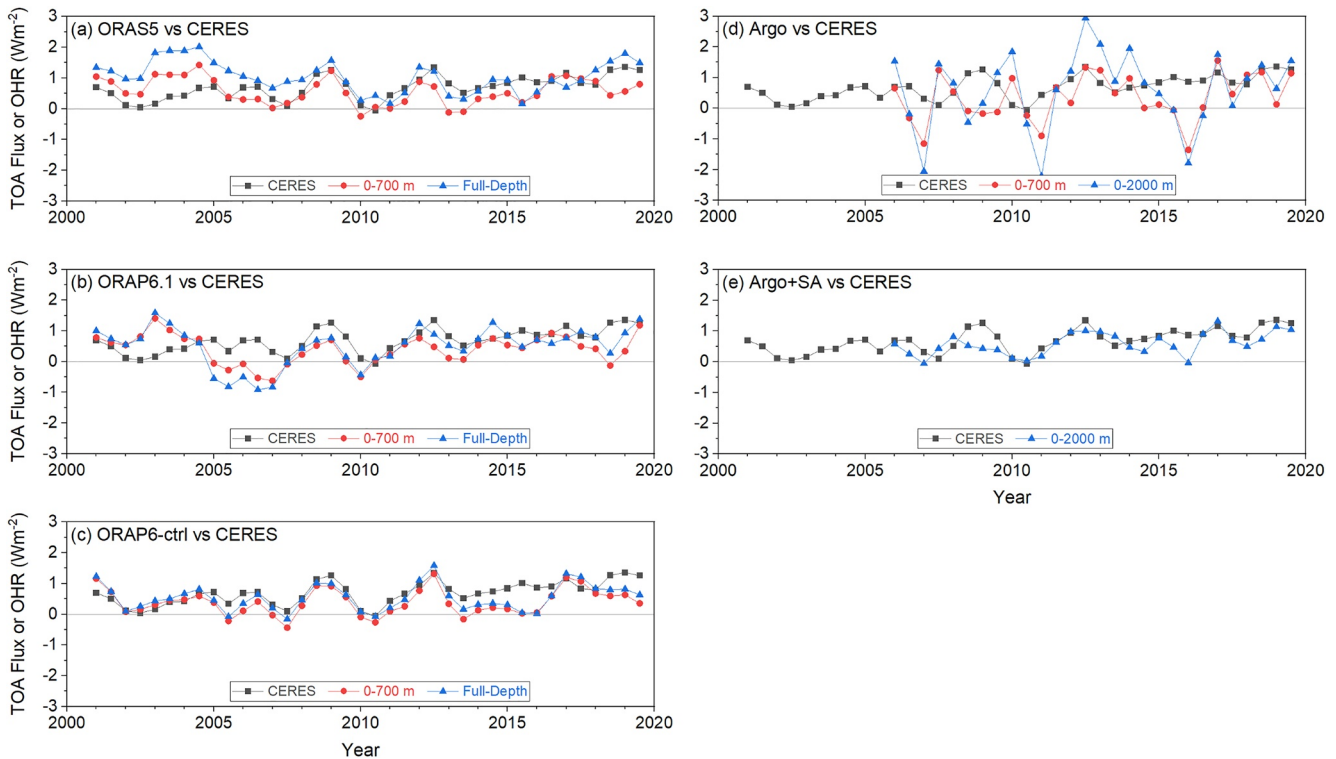 (a) ORAS5 vs CERES
TOA Flux or OHR (Wm-2)
3
2
1
0
-1
-2
-3
CERES 0-700 m Full-Depth
2000 2005 2010 2015 2020
(b) ORAP6.1 vs CERES
TOA Flux or OHR (Wm-2)
3
2
1
0
-1
-2
-3
CERES 0-700 m Full-Depth
2000 2005 2010 2015 2020
(c) ORAP6-ctrl vs CERES
TOA Flux or OHR (Wm-2)
3
2
1
0
-1
-2
-3
CERES 0-700 m Full-Depth
2000 2005 2010 2015 2020
Year
(d) Argo vs CERES
3
2
1
0
-1
-2
-3
CERES 0-700 m 0-2000 m
2000 2005 2010 2015 2020
(e) Argo+SA vs CERES
3
2
1
0
-1
-2
-3
CERES 0-2000 m
2000 2005 2010 2015 2020
Year